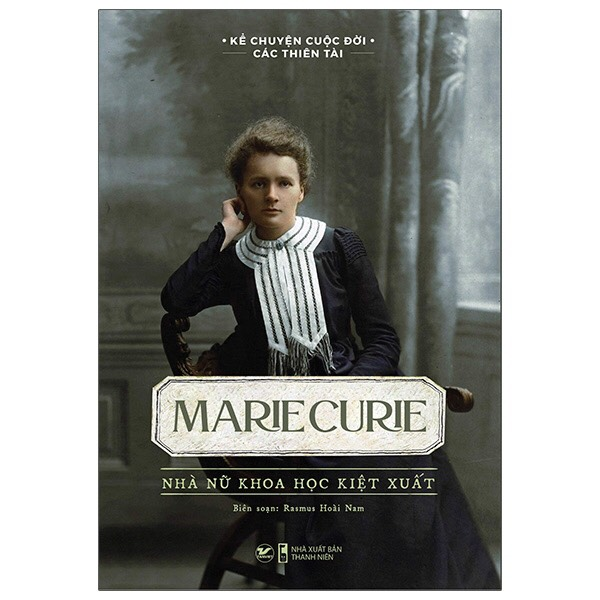 • KỂ CHUYỆN CUỘC ĐỜI •
CÁC THIÊN TÀI
MARIE CURIE
NHÀ NỮ KHOA HỌC KIỆT XUẤT
Biên soạn: Rasmus Hoài Nam
NHÀ XUẤT BẢN
THANH NIÊN